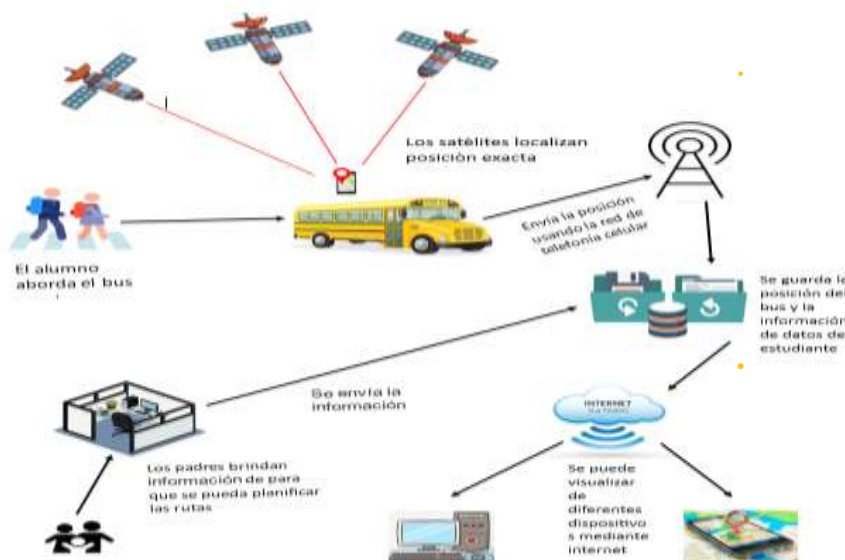 Los satélites localizan
posición exacta
Envía la posición
usando la red de
telefonía celular
El alumno
aborda el bus
Se guarda la
posición del
bus y la
información
de datos de
estudiante
Se envía la
información
INTERNET
Los padres brindan
información de para
que se pueda planificar
las rutas
Se puede
visualizar
de
diferentes
dispositivo
s mediante
internet